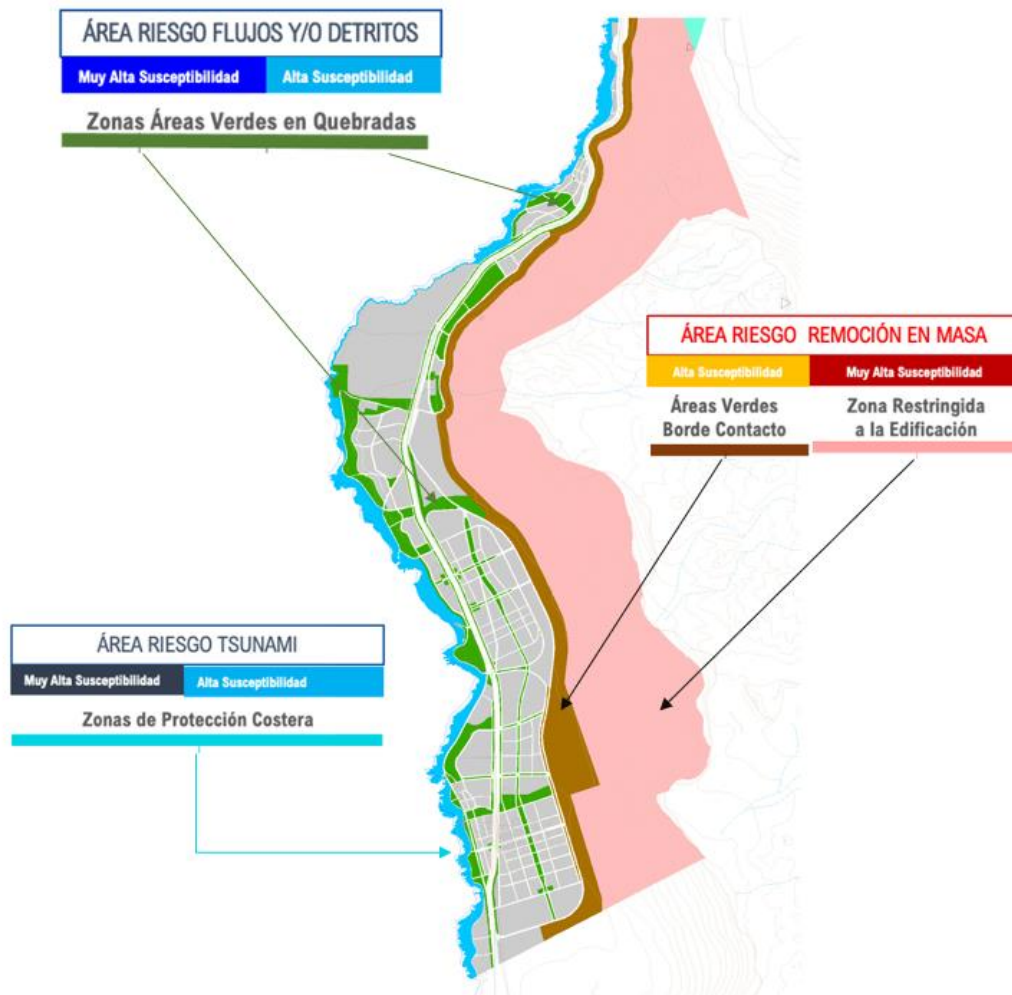 ÁREA RIESGO FLUJOS Y/O DETRITOS
Muy Alta Susceptibilidad
Alta Susceptibilidad
Zonas Áreas Verdes en Quebradas
ÁREA RIESGO REMOCIÓN EN MASA
Alta Susceptibilidad
Muy Alta Susceptibilidad
Áreas Verdes
Borde Contacto
Zona Restringida
a la Edificación
ÁREA RIESGO TSUNAMI
Muy Alta Susceptibilidad
Alta Susceptibilidad
Zonas de Protección Costera